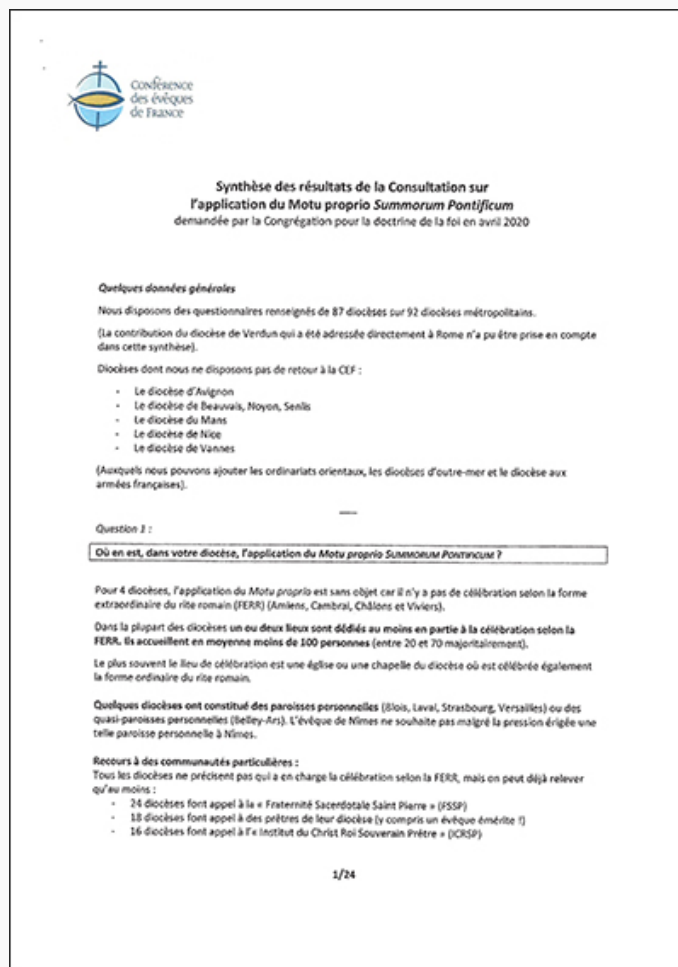 Conférence
des évêques
de France
Synthèse des résultats de la Consultation sur
l'application du Motu proprio Summorum Pontificum
demandée par la Congrégation pour la doctrine de la foi en avril 2020
Quelques données générales
Nous disposons des questionnaires renseignés de 87 diocèses sur 92 diocèses métropolitains.
(La contribution du diocèse de Verdun qui a été adressée directement à Rome n'a pu être prise en compte
dans cette synthèse).
Diocèses dont nous ne disposons pas de retour à la CEF :
- Le diocèse d'Avignon
- Le diocèse de Beauvais, Noyon, Senlis
- Le diocèse du Mans
- Le diocèse de Nice
- Le diocèse de Vannes
(Auxquels nous pouvons ajouter les ordinariats orientaux, les diocèses d'outre-mer et le diocèse aux
armées françaises).
Question 1 :
Où en est, dans votre diocèse, l'application du Motu proprio SUMMORUM PONTIFICUM ?
Pour 4 diocèses, l'application du Motu proprio est sans objet car il n'y a pas de célébration selon la forme
extraordinaire du rite romain (FERR) (Amiens, Cambrai, Châlons et Viviers).
Dans la plupart des diocèses un ou deux lieux sont dédiés au moins en partie à la célébration selon la
FERR. Ils accueillent en moyenne moins de 100 personnes (entre 20 et 70 majoritairement).
Le plus souvent le lieu de célébration est une église ou une chapelle du diocèse où est célébrée également
la forme ordinaire du rite romain.
Quelques diocèses ont constitué des paroisses personnelles (Blois, Laval, Strasbourg, Versailles) ou des
quasi-paroisses personnelles (Belley-Ars). L'évêque de Nîmes ne souhaite pas malgré la pression érigée une
telle paroisse personnelle à Nîmes.
Recours à des communautés particulières :
Tous les diocèses ne précisent pas qui a en charge la célébration selon la FERR, mais on peut déjà relever
qu'au moins :
- 24 diocèses font appel à la « Fraternité Sacerdotale Saint Pierre » (FSSP)
- 18 diocèses font appel à des prêtres de leur diocèse (y compris un évêque émérite !)
- 16 diocèses font appel à l'« Institut du Christ Roi Souverain Prêtre » (ICRSP)
1/24